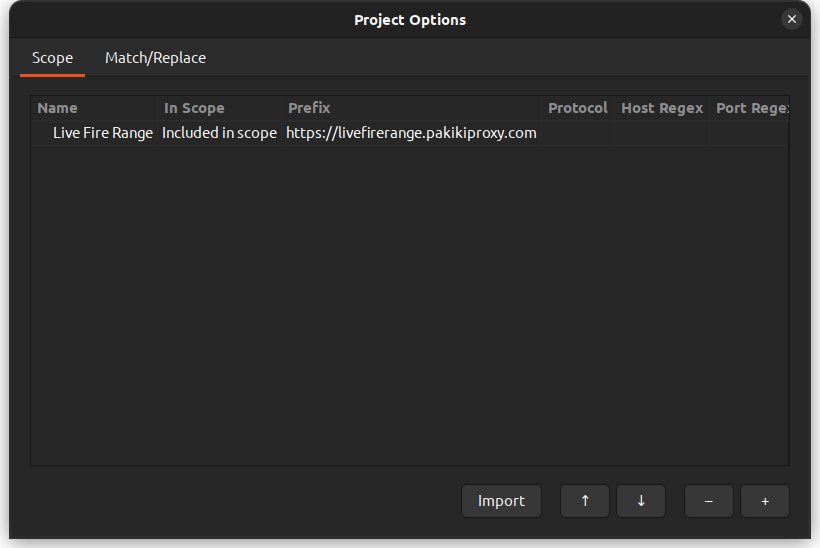 Project Options
Scope Match/Replace
Name In Scope Prefix Protocol Host Regex Port Rege
Live Fire Range Included in scope https://livefirerange.pakikiproxy.com
Import ↑ ↓ − +